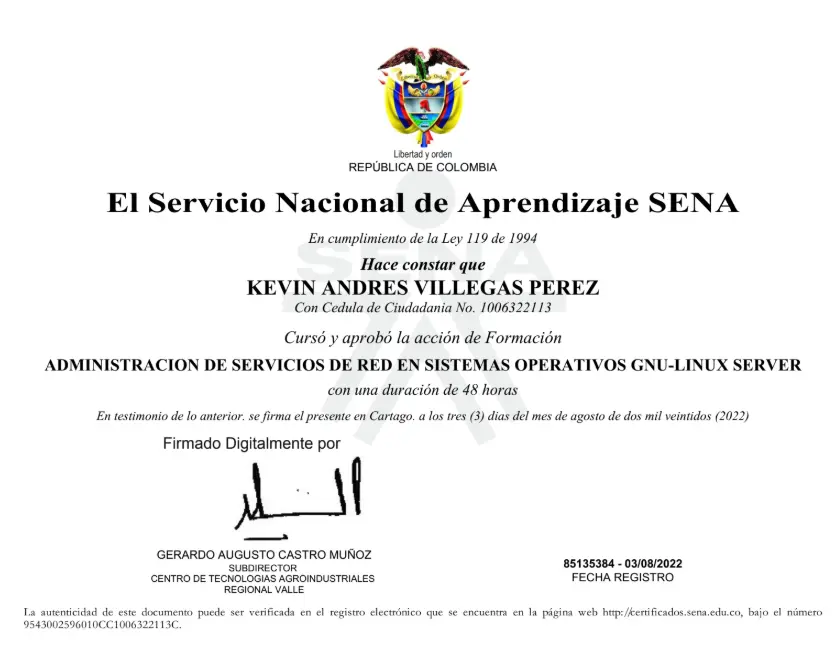 Libertad y orden
REPÚBLICA DE COLOMBIA
El Servicio Nacional de Aprendizaje SENA
En cumplimiento de la Ley 119 de 1994
Hace constar que
KEVIN ANDRES VILLEGAS PEREZ
Con Cedula de Ciudadania No. 1006322113
Cursó y aprobó la acción de Formación
ADMINISTRACION DE SERVICIOS DE RED EN SISTEMAS OPERATIVOS GNU-LINUX SERVER
con una duración de 48 horas
En testimonio de lo anterior. se firma el presente en Cartago. a los tres (3) dias del mes de agosto de dos mil veintidos (2022)
Firmado Digitalmente por
GERARDO AUGUSTO CASTRO MUÑOZ
SUBDIRECTOR
CENTRO DE TECNOLOGIAS AGROINDUSTRIALES
REGIONAL VALLE
85135384 - 03/08/2022
FECHA REGISTRO
La autenticidad de este documento puede ser verificada en el registro electrónico que se encuentra en la página web http://certificados.sena.edu.co, bajo el número
9543002596010CC1006322113C.
SENA